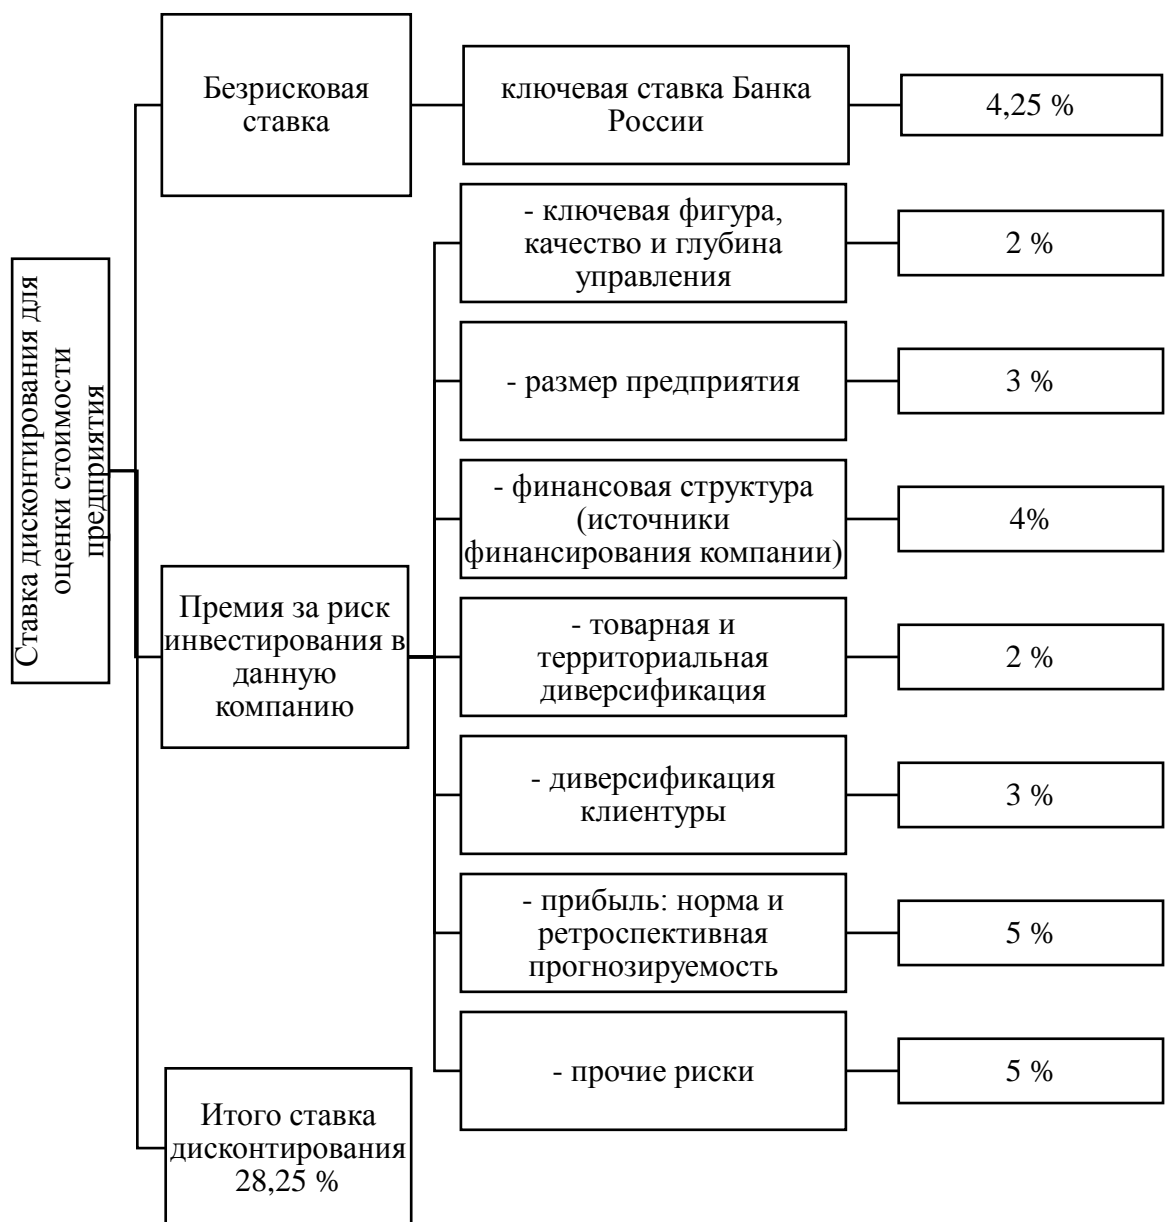 Ставка дисконтирования для
оценки стоимости
предприятия
Безрисковая
ставка
ключевая ставка Банка
России
4,25 %
Премия за риск
инвестирования в
данную
компанию
- ключевая фигура,
качество и глубина
управления
2 %
- размер предприятия
3 %
- финансовая структура
(источники
финансирования компании)
4%
- товарная и
территориальная
диверсификация
2 %
- диверсификация
клиентуры
3 %
- прибыль: норма и
ретроспективная
прогнозируемость
5 %
- прочие риски
5 %
Итого ставка
дисконтирования
28,25 %